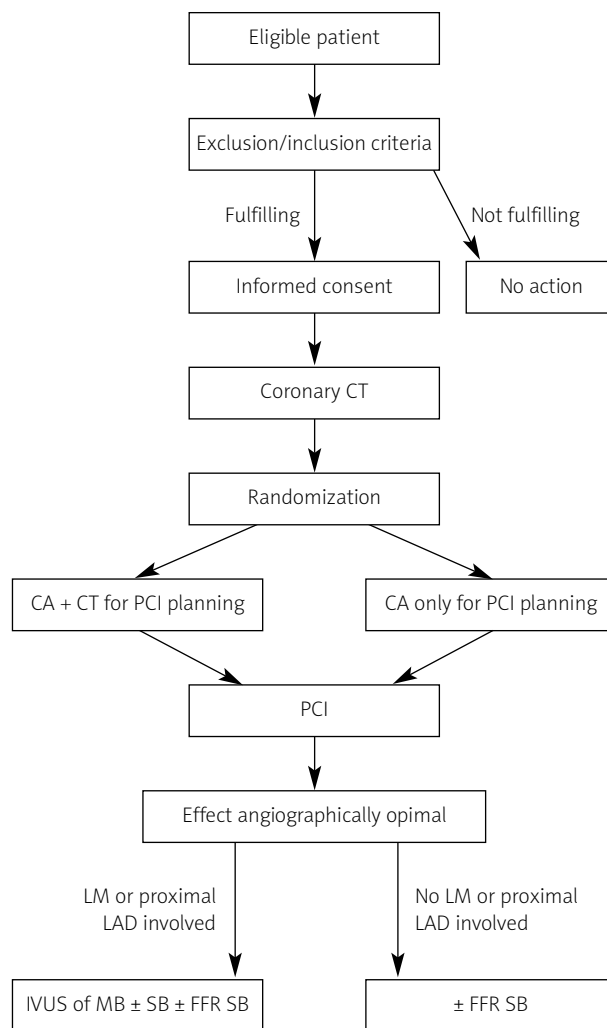 Eligible patient
Exclusion/inclusion criteria
Fulfilling
Not fulfilling
Informed consent
No action
Coronary CT
Randomization
CA + CT for PCI planning
CA only for PCI planning
PCI
Effect angiographically opimal
LM or proximal
LAD involved
No LM or proximal
LAD involved
IVUS of MB ± SB ± FFR SB
± FFR SB